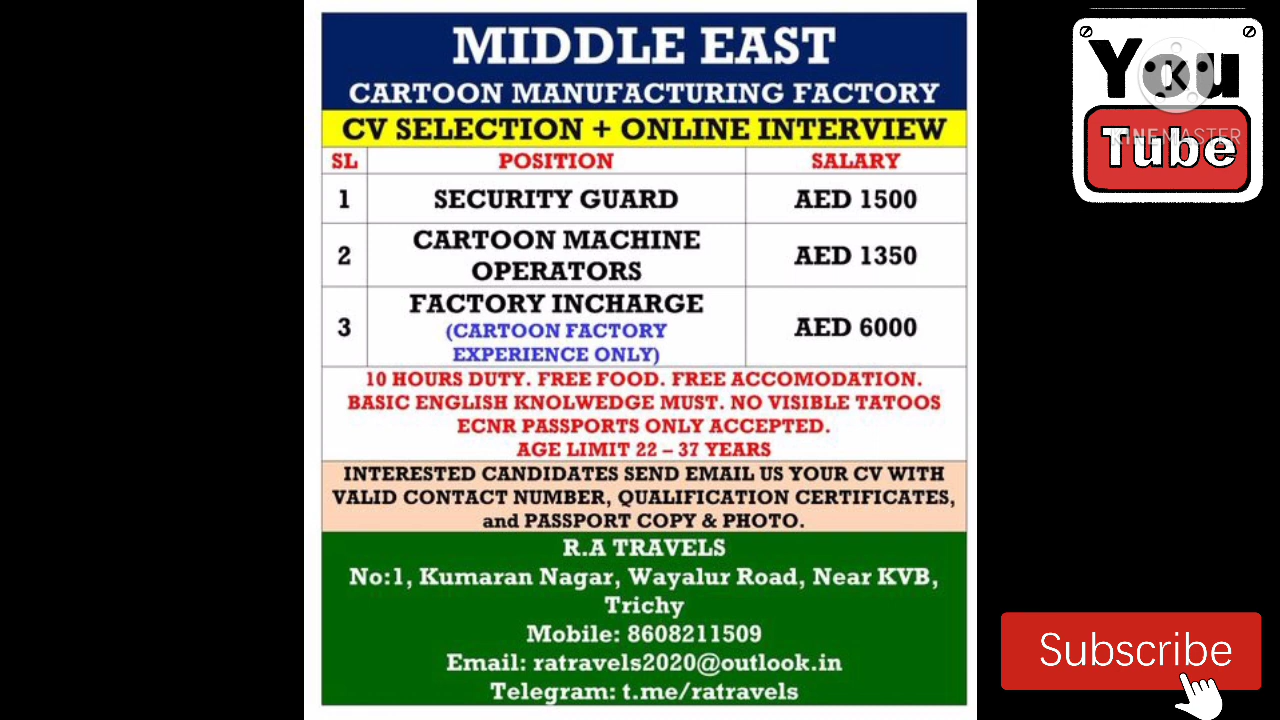 MIDDLE EAST
CARTOON MANUFACTURING FACTORY
CV SELECTION + ONLINE INTERVIEW
SL POSITION SALARY
1 SECURITY GUARD AED 1500
2 CARTOON MACHINE OPERATORS AED 1350
3 FACTORY INCHARGE AED 6000
(CARTOON FACTORY
EXPERIENCE ONLY)
10 HOURS DUTY. FREE FOOD. FREE ACCOMODATION.
BASIC ENGLISH KNOLWEDGE MUST. NO VISIBLE TATOOS
ECNR PASSPORTS ONLY ACCEPTED.
AGE LIMIT 22 – 37 YEARS
INTERESTED CANDIDATES SEND EMAIL US YOUR CV WITH
VALID CONTACT NUMBER, QUALIFICATION CERTIFICATES,
and PASSPORT COPY & PHOTO.
R.A TRAVELS
No:1, Kumaran Nagar, Wayalur Road, Near KVB,
Trichy
Mobile: 8608211509
Email: ratravels2020@outlook.in
Telegram: t.me/ratravels
You
K
Tube
KINEMASTER
Subscribe